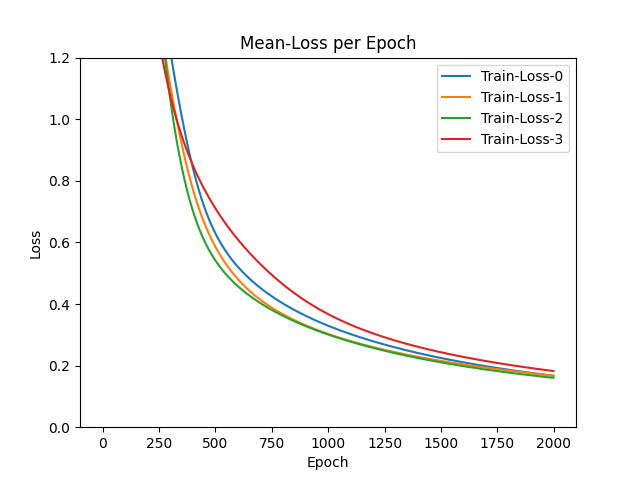 Mean-Loss per Epoch
Train-Loss-0
Train-Loss-1
Train-Loss-2
Train-Loss-3
Loss
1.2
1.0
0.8
0.6
0.4
0.2
0.0
0 250 500 750 1000 1250 1500 1750 2000
Epoch